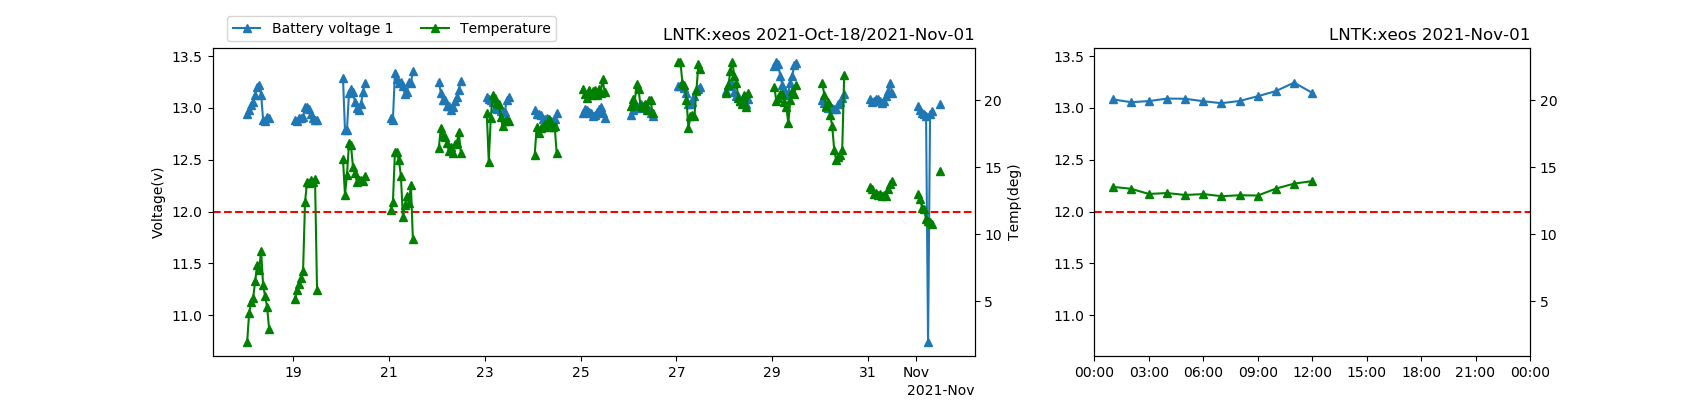 Battery voltage 1 Temperature
LNTK:xeos 2021-Oct-18/2021-Nov-01
Voltage(v)
13.5
13.0
12.5
12.0
11.5
11.0
20
15
10
5
Temp(deg)
19 21 23 25 27 29 31 Nov
2021-Nov
LNTK:xeos 2021-Nov-01
13.5
13.0
12.5
12.0
11.5
11.0
20
15
10
5
00:00 03:00 06:00 09:00 12:00 15:00 18:00 21:00 00:00